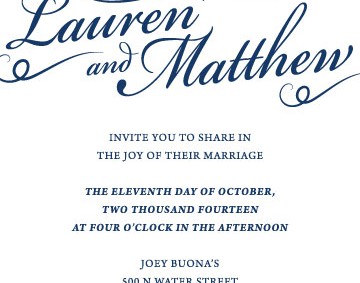 Lauren
and Matthew
INVITE YOU TO SHARE IN
THE JOY OF THEIR MARRIAGE
THE ELEVENTH DAY OF OCTOBER,
TWO THOUSAND FOURTEEN
AT FOUR O'CLOCK IN THE AFTERNOON
JOEY BUONA'S
500 N WATER STREET